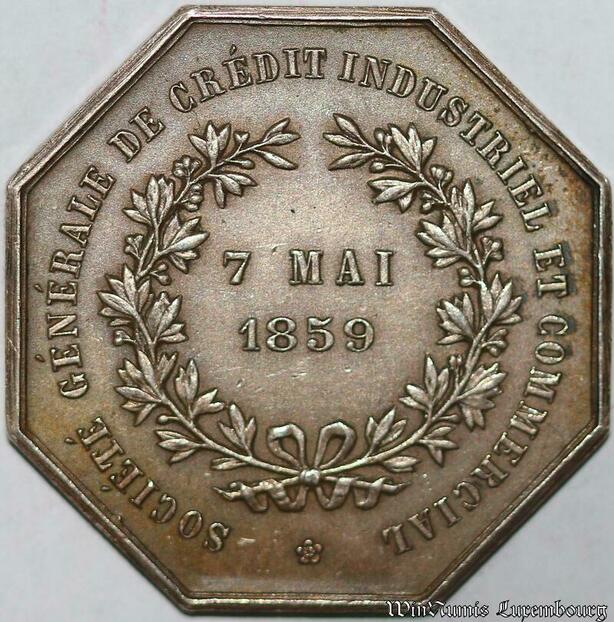 SOCIÉTÉ GÉNÉRALE DE CRÉDIT INDUSTRIEL ET COMMERCIAL
7 MAI
1859
WinNumis Luxembourg